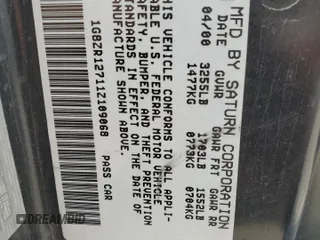 MFD BY SATURN CORPORATION
DATE GVWR GAWR FRT GAWR RR
04/00 3255LB 1703LB 1552LB
1477KG 0773KG 0704KG
THIS VEHICLE CONFORMS TO ALL APPLI-
CABLE U.S. FEDERAL MOTOR VEHICLE
SAFETY, BUMPER, AND THEFT PREVENTION
STANDARDS IN EFFECT ON THE DATE OF
MANUFACTURE SHOWN ABOVE.
1G8ZR12711Z109068 PASS CAR
DREAMBID